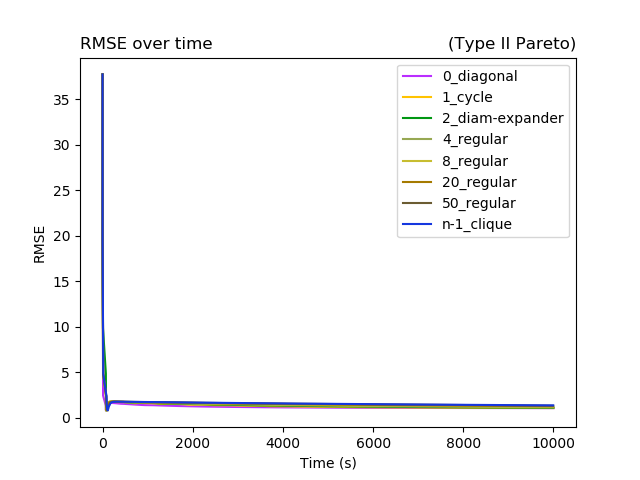 RMSE over time (Type II Pareto)
0_diagonal
1_cycle
2_diam-expander
4_regular
8_regular
20_regular
50_regular
n-1_clique
RMSE
35
30
25
20
15
10
5
0
0 2000 4000 6000 8000 10000
Time (s)